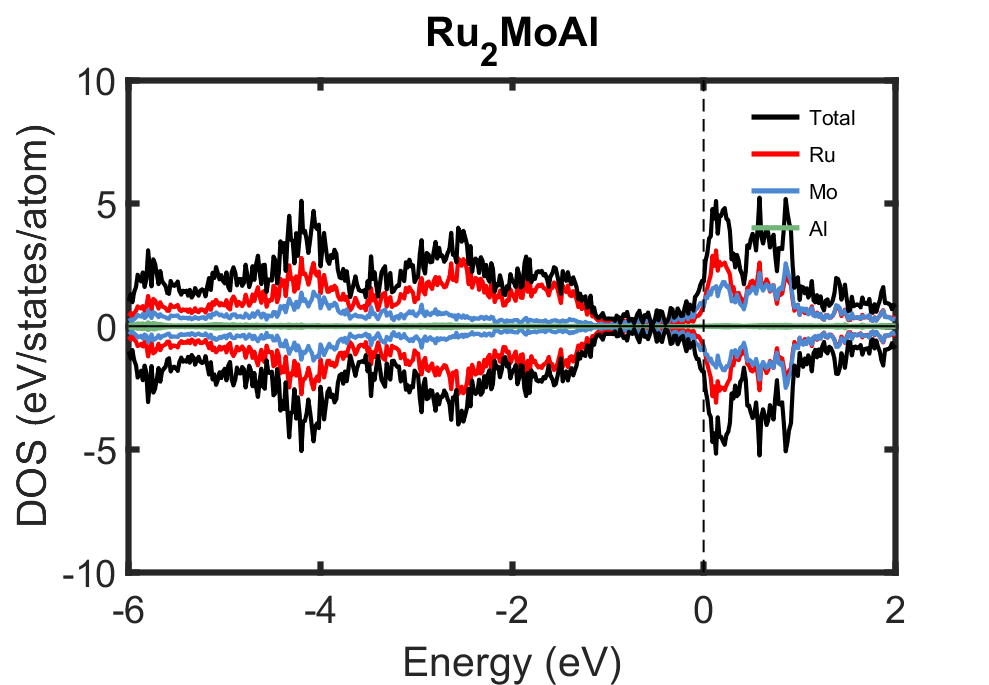 Ru2MoAl
10
5
0
-5
-10
DOS (eV/states/atom)
Total
Ru
Mo
Al
-6
-4
-2
0
2
Energy (eV)